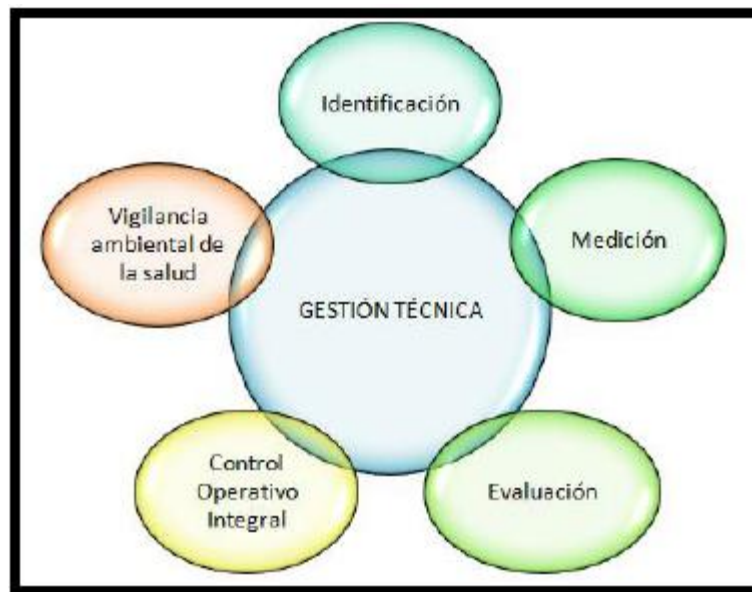 Identificación
Vigilancia
ambiental de
la salud
Medición
GESTIÓN TÉCNICA
Control
Operativo
Integral
Evaluación